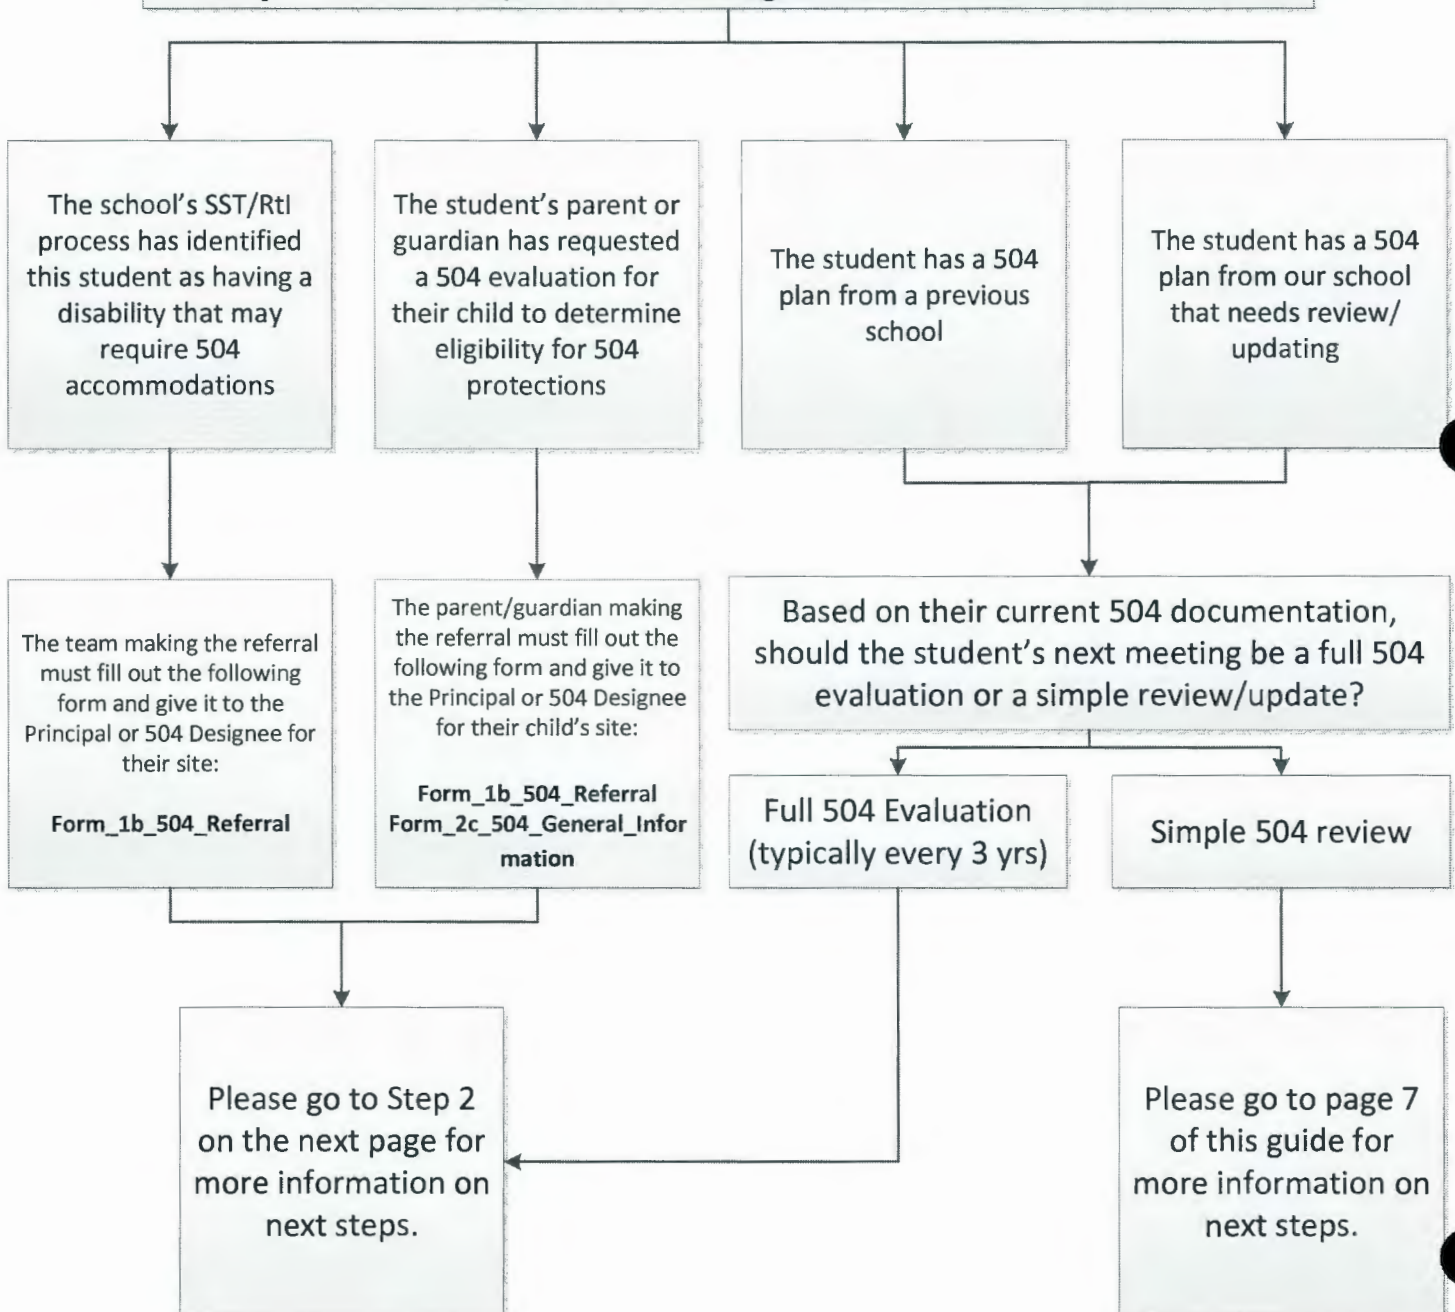 The school's SST/RtI
process has identified
this student as having a
disability that may
require 504
accommodations
The student's parent or
guardian has requested
a 504 evaluation for
their child to determine
eligibility for 504
protections
The student has a 504
plan from a previous
school
The student has a 504
plan from our school
that needs review/
updating
The team making the referral
must fill out the following
form and give it to the
Principal or 504 Designee for
their site:
Form_1b_504_Referral
The parent/guardian making
the referral must fill out the
following form and give it to
the Principal or 504 Designee
for their child's site:
Form_1b_504_Referral
Form_2c_504_General_Infor
mation
Based on their current 504 documentation,
should the student's next meeting be a full 504
evaluation or a simple review/update?
Full 504 Evaluation
(typically every 3 yrs)
Simple 504 review
Please go to Step 2
on the next page for
more information on
next steps.
Please go to page 7
of this guide for
more information on
next steps.